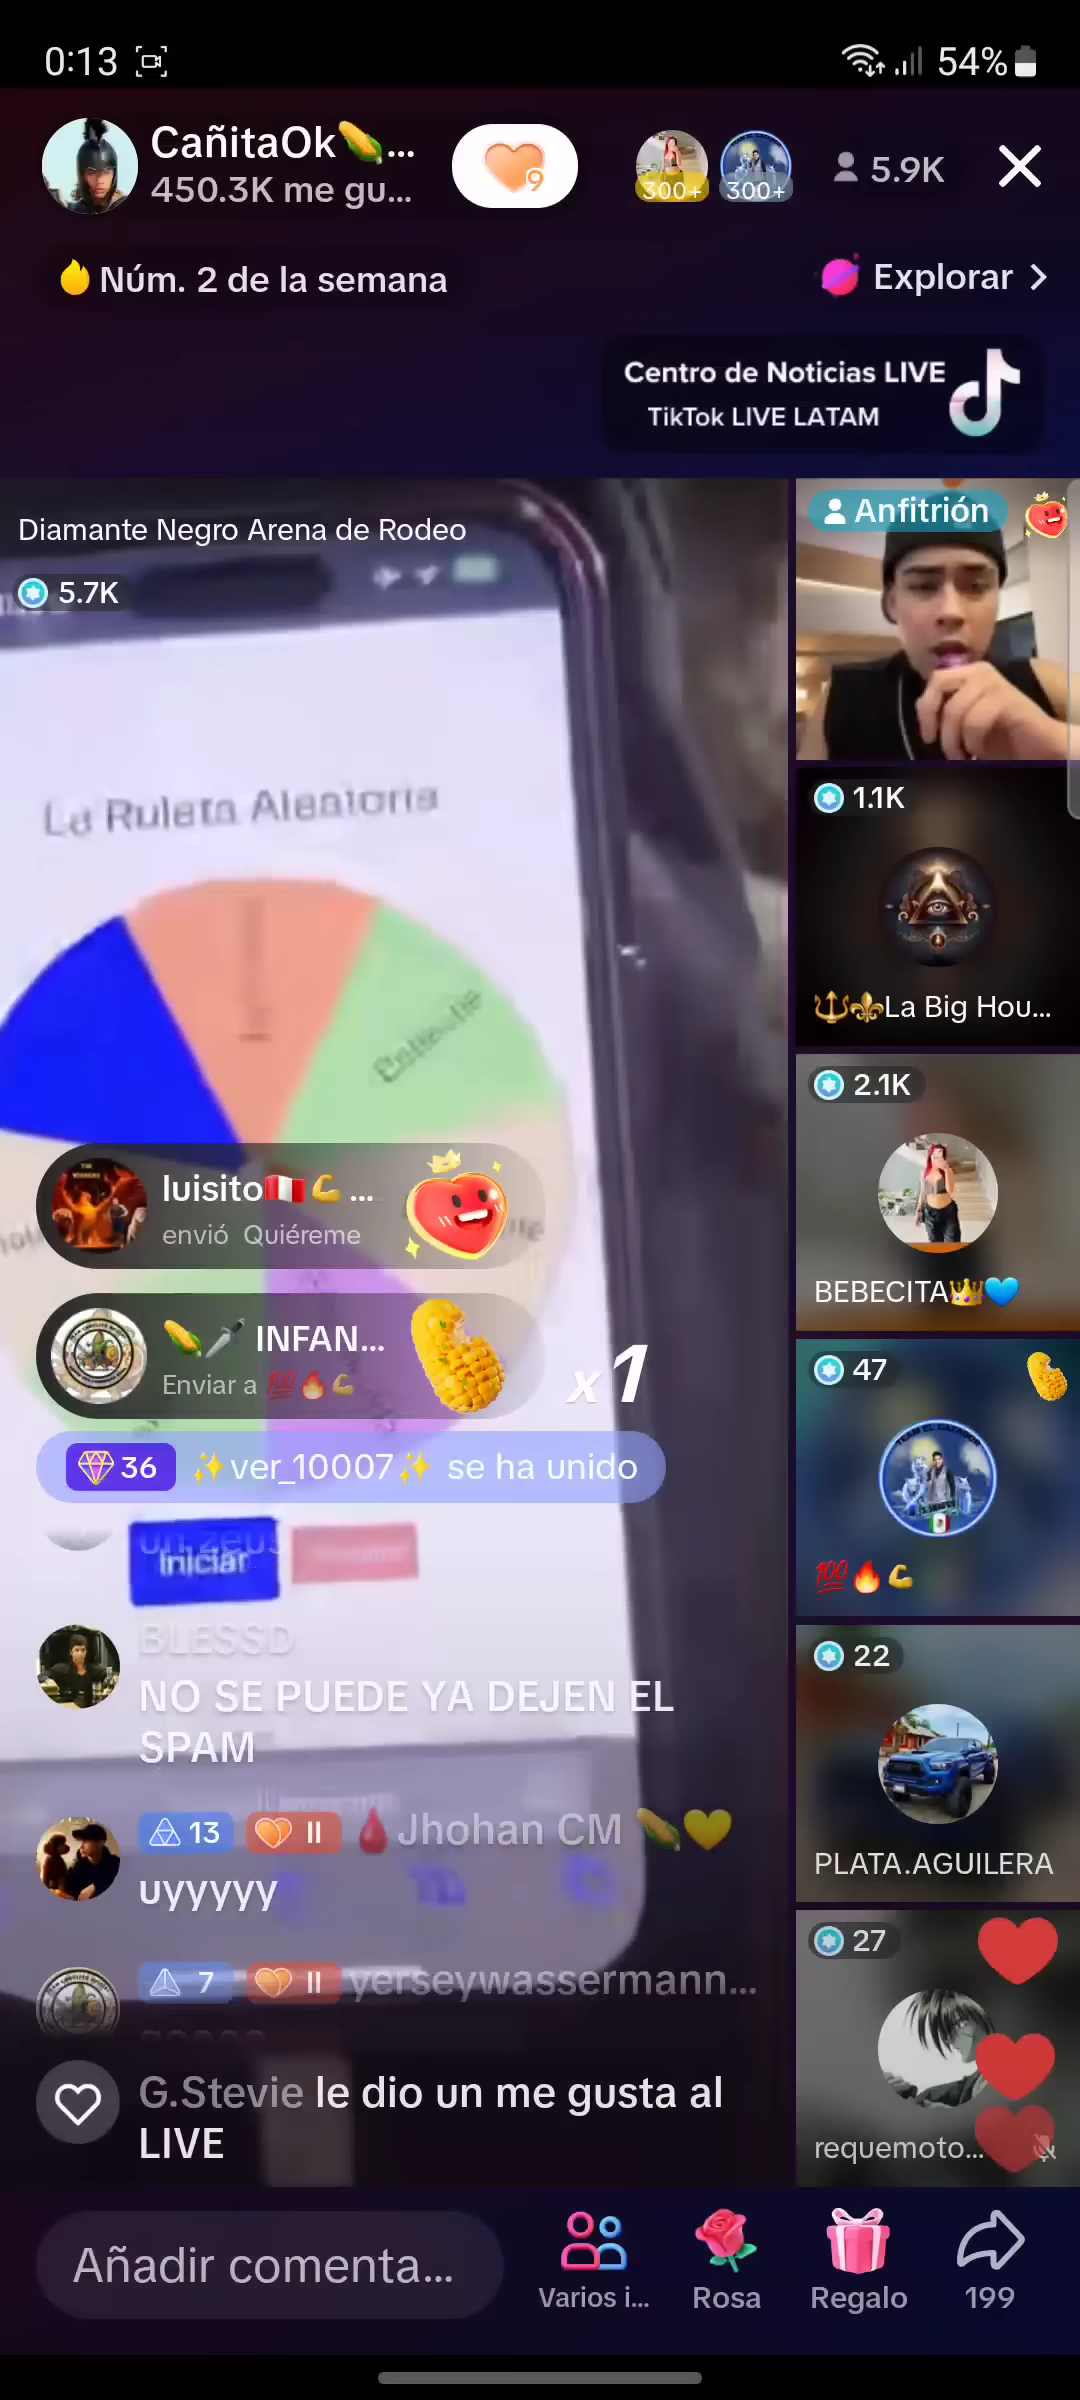 0:13
54%
CañitaOk🌽...
450.3K me gu...
9
300+
300+
5.9K
Núm. 2 de la semana
Explorar
Centro de Noticias LIVE
TikTok LIVE LATAM
Diamante Negro Arena de Rodeo
5.7K
Anfitrión
La Ruleta Aleatoria
1.1K
🔱⚜️La Big Hou...
2.1K
BEBECITA👑💙
luisito🇵🇪💪 ...
envió Quiéreme
🌽🗡️ INFAN...
Enviar a 💯🔥💪
x1
47
💯🔥💪
36 ✨ver_10007✨ se ha unido
un zeus
Iniciar
BLESSD
NO SE PUEDE YA DEJEN EL
SPAM
22
PLATA.AGUILERA
13 II 🩸Jhohan CM 🌽💛
uyyyyy
7 II yerseywassermann...
27
requemoto...
G.Stevie le dio un me gusta al
LIVE
Añadir comenta...
Varios i...
Rosa
Regalo
199